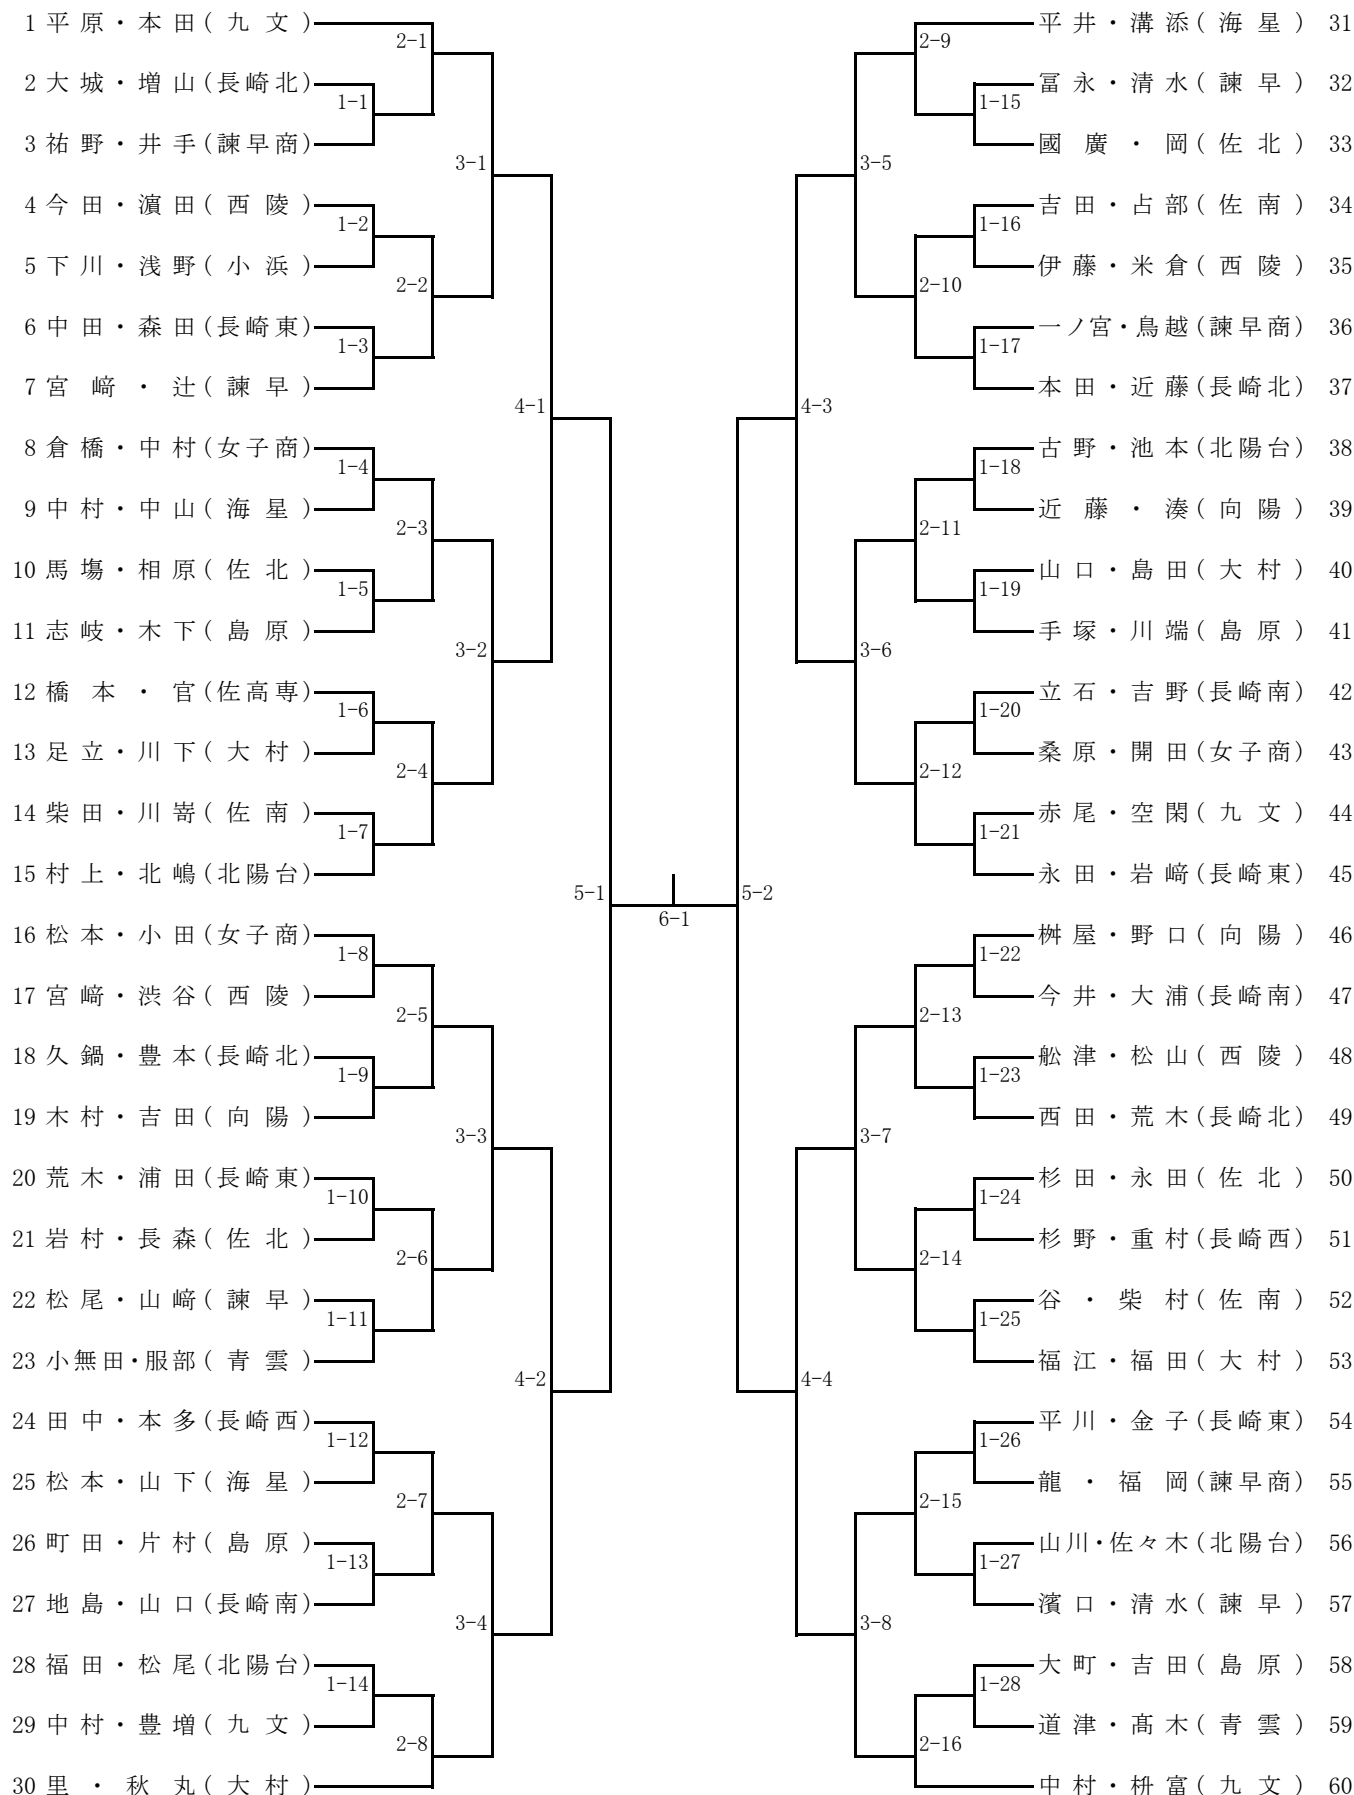 1 平原・本田(九文)
2 大城・増山(長崎北)
3 祐野・井手(諫早商)
4 今田・濵田(西陵)
5 下川・浅野(小浜)
6 中田・森田(長崎東)
7 宮﨑・辻(諫早)
8 倉橋・中村(女子商)
9 中村・中山(海星)
10 馬場・相原(佐北)
11 志岐・木下(島原)
12 橋本・官(佐高専)
13 足立・川下(大村)
14 柴田・川嵜(佐南)
15 村上・北嶋(北陽台)
16 松本・小田(女子商)
17 宮﨑・渋谷(西陵)
18 久鍋・豊本(長崎北)
19 木村・吉田(向陽)
20 荒木・浦田(長崎東)
21 岩村・長森(佐北)
22 松尾・山﨑(諫早)
23 小無田・服部(青雲)
24 田中・本多(長崎西)
25 松本・山下(海星)
26 町田・片村(島原)
27 地島・山口(長崎南)
28 福田・松尾(北陽台)
29 中村・豊増(九文)
30 里・秋丸(大村)
1-1
1-2
1-3
1-4
1-5
1-6
1-7
1-8
1-9
1-10
1-11
1-12
1-13
1-14
2-1
2-2
2-3
2-4
2-5
2-6
2-7
2-8
3-1
3-2
3-3
3-4
4-1
4-2
5-1
6-1
5-2
4-3
4-4
3-5
3-6
3-7
3-8
2-9
2-10
2-11
2-12
2-13
2-14
2-15
2-16
1-15
1-16
1-17
1-18
1-19
1-20
1-21
1-22
1-23
1-24
1-25
1-26
1-27
1-28
平井・溝添(海星) 31
冨永・清水(諫早) 32
國廣・岡(佐北) 33
吉田・占部(佐南) 34
伊藤・米倉(西陵) 35
一ノ宮・鳥越(諫早商) 36
本田・近藤(長崎北) 37
古野・池本(北陽台) 38
近藤・湊(向陽) 39
山口・島田(大村) 40
手塚・川端(島原) 41
立石・吉野(長崎南) 42
桑原・開田(女子商) 43
赤尾・空閑(九文) 44
永田・岩﨑(長崎東) 45
桝屋・野口(向陽) 46
今井・大浦(長崎南) 47
舩津・松山(西陵) 48
西田・荒木(長崎北) 49
杉田・永田(佐北) 50
杉野・重村(長崎西) 51
谷・柴村(佐南) 52
福江・福田(大村) 53
平川・金子(長崎東) 54
龍・福岡(諫早商) 55
山川・佐々木(北陽台) 56
濱口・清水(諫早) 57
大町・吉田(島原) 58
道津・髙木(青雲) 59
中村・枡富(九文) 60